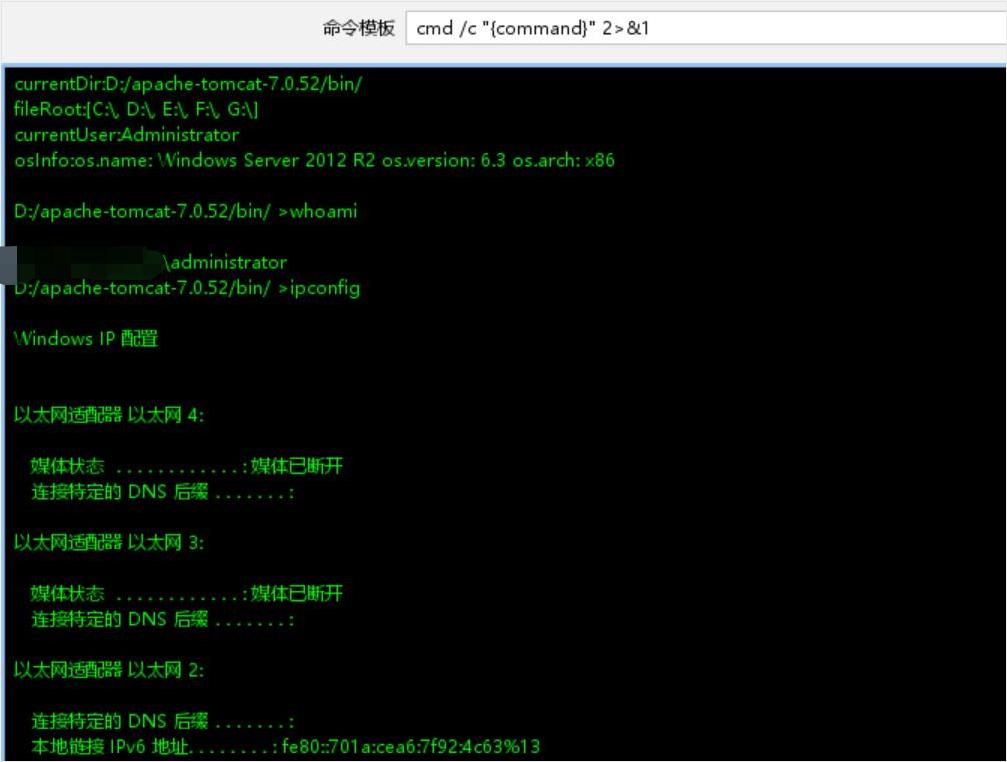 命令模板 cmd /c "{command}" 2>&1
currentDir:D:/apache-tomcat-7.0.52/bin/
fileRoot:[C:\, D:\, E:\, F:\, G:\]
currentUser:Administrator
osInfo:os.name: Windows Server 2012 R2 os.version: 6.3 os.arch: x86
D:/apache-tomcat-7.0.52/bin/ >whoami
\administrator
D:/apache-tomcat-7.0.52/bin/ >ipconfig
Windows IP 配置
以太网适配器 以太网 4:
媒体状态 . . . . . . . . . . . . : 媒体已断开
连接特定的 DNS 后缀 . . . . . . . :
以太网适配器 以太网 3:
媒体状态 . . . . . . . . . . . . : 媒体已断开
连接特定的 DNS 后缀 . . . . . . . :
以太网适配器 以太网 2:
连接特定的 DNS 后缀 . . . . . . . :
本地链接 IPv6 地址. . . . . . . . : fe80::701a:cea6:7f92:4c63%13